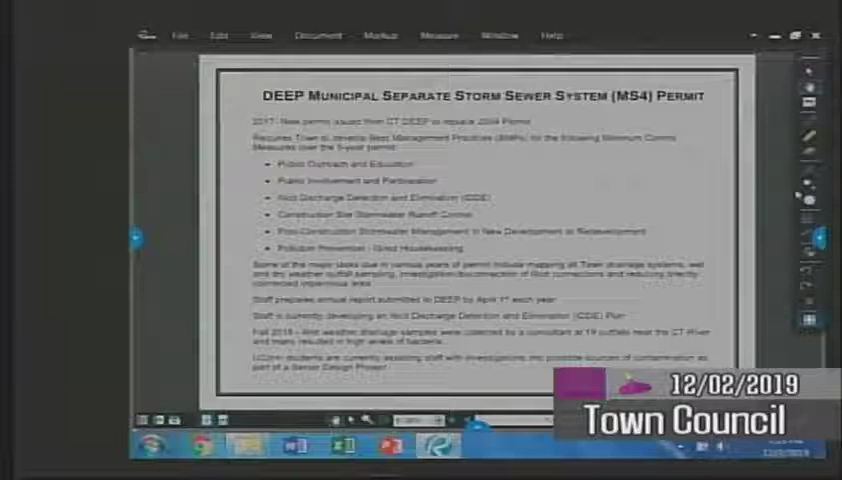 File Edit View Document Markup Measure Window Help
DEEP MUNICIPAL SEPARATE STORM SEWER SYSTEM (MS4) PERMIT
2017 - New permit issued from CT DEEP to replace 2004 Permit
Requires Town to develop Best Management Practices (BMPs) for the following Minimum Control
Measures over the 5-year permit:
• Public Outreach and Education
• Public Involvement and Participation
• Illicit Discharge Detection and Elimination (IDDE)
• Construction Site Stormwater Runoff Control
• Post-Construction Stormwater Management in New Development or Redevelopment
• Pollution Prevention / Good Housekeeping
Some of the major tasks due in various years of permit include mapping all Town drainage systems, wet
and dry weather outfall sampling, investigation/disconnection of illicit connections and reducing directly
connected impervious area
Staff prepares annual report submitted to DEEP by April 1st each year
Staff is currently developing an Illicit Discharge Detection and Elimination (IDDE) Plan
Fall 2019 - wet weather drainage samples were collected by a consultant at 19 outfalls near the CT River
and many resulted in high levels of bacteria
UConn students are currently assisting staff with investigations into possible sources of contamination as
part of a Senior Design Project
12/02/2019
Town Council